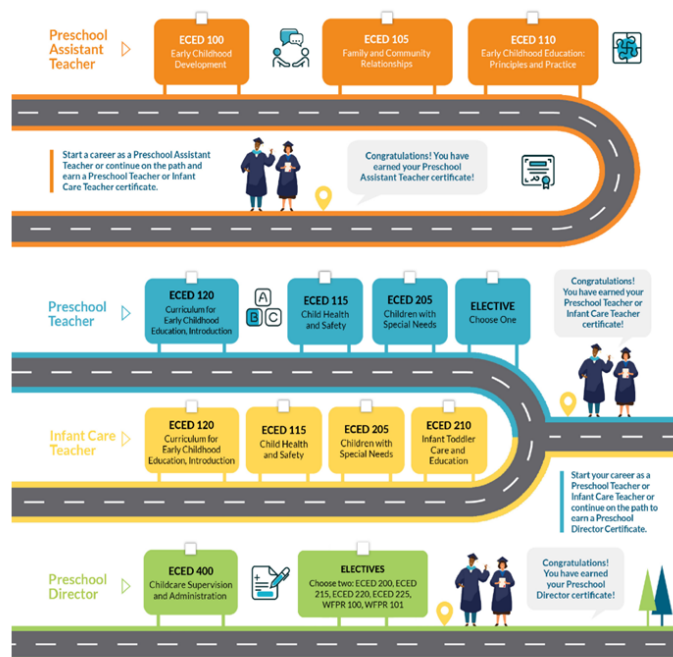 Preschool
Assistant
Teacher
ECED 100
Early Childhood
Development
ECED 105
Family and Community
Relationships
ECED 110
Early Childhood Education:
Principles and Practice
Start a career as a Preschool Assistant
Teacher or continue on the path and
earn a Preschool Teacher or Infant
Care Teacher certificate.
Congratulations! You have
earned your Preschool
Assistant Teacher certificate!
Preschool
Teacher
ECED 120
Curriculum for
Early Childhood
Education, Introduction
A
B
C
ECED 115
Child Health
and Safety
ECED 205
Children with
Special Needs
ELECTIVE
Choose One
Congratulations!
You have earned your
Preschool Teacher or
Infant Care Teacher
certificate!
Infant Care
Teacher
ECED 120
Curriculum for
Early Childhood
Education, Introduction
ECED 115
Child Health
and Safety
ECED 205
Children with
Special Needs
ECED 210
Infant Toddler
Care and
Education
Start your career as a
Preschool Teacher or
Infant Care Teacher or
continue on the path to
earn a Preschool
Director Certificate.
Preschool
Director
ECED 400
Childcare Supervision
and Administration
ELECTIVES
Choose two: ECED 200, ECED
215, ECED 220, ECED 225,
WFPR 100, WFPR 101
Congratulations!
You have earned
your Preschool
Director certificate!